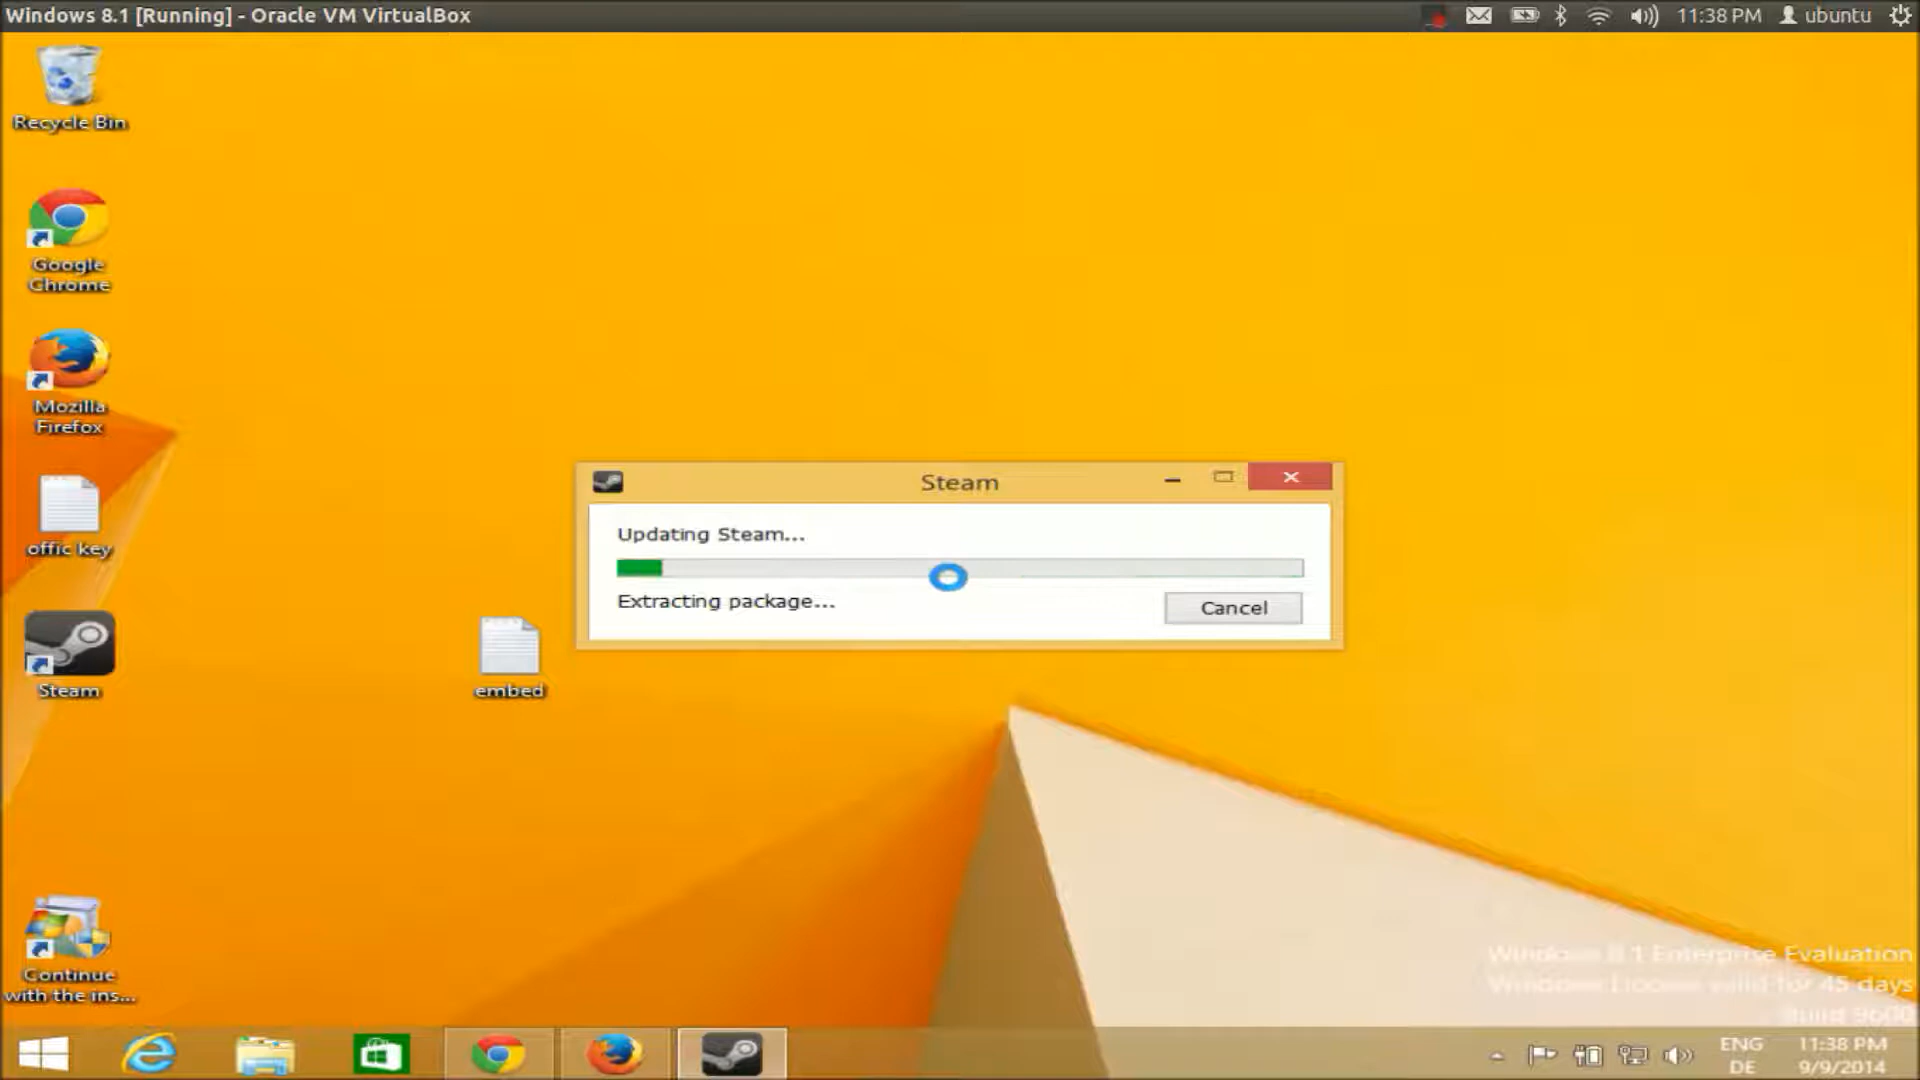 Windows 8.1 [Running] - Oracle VM VirtualBox
11:38 PM
ubuntu
Recycle Bin
Google
Chrome
Mozilla
Firefox
offic key
Steam
embed
Continue
with the ins...
Steam
Updating Steam...
Extracting package...
Cancel
Windows 8.1 Enterprise Evaluation
Windows License valid for 45 days
Build 9600
ENG
DE
11:38 PM
9/9/2014